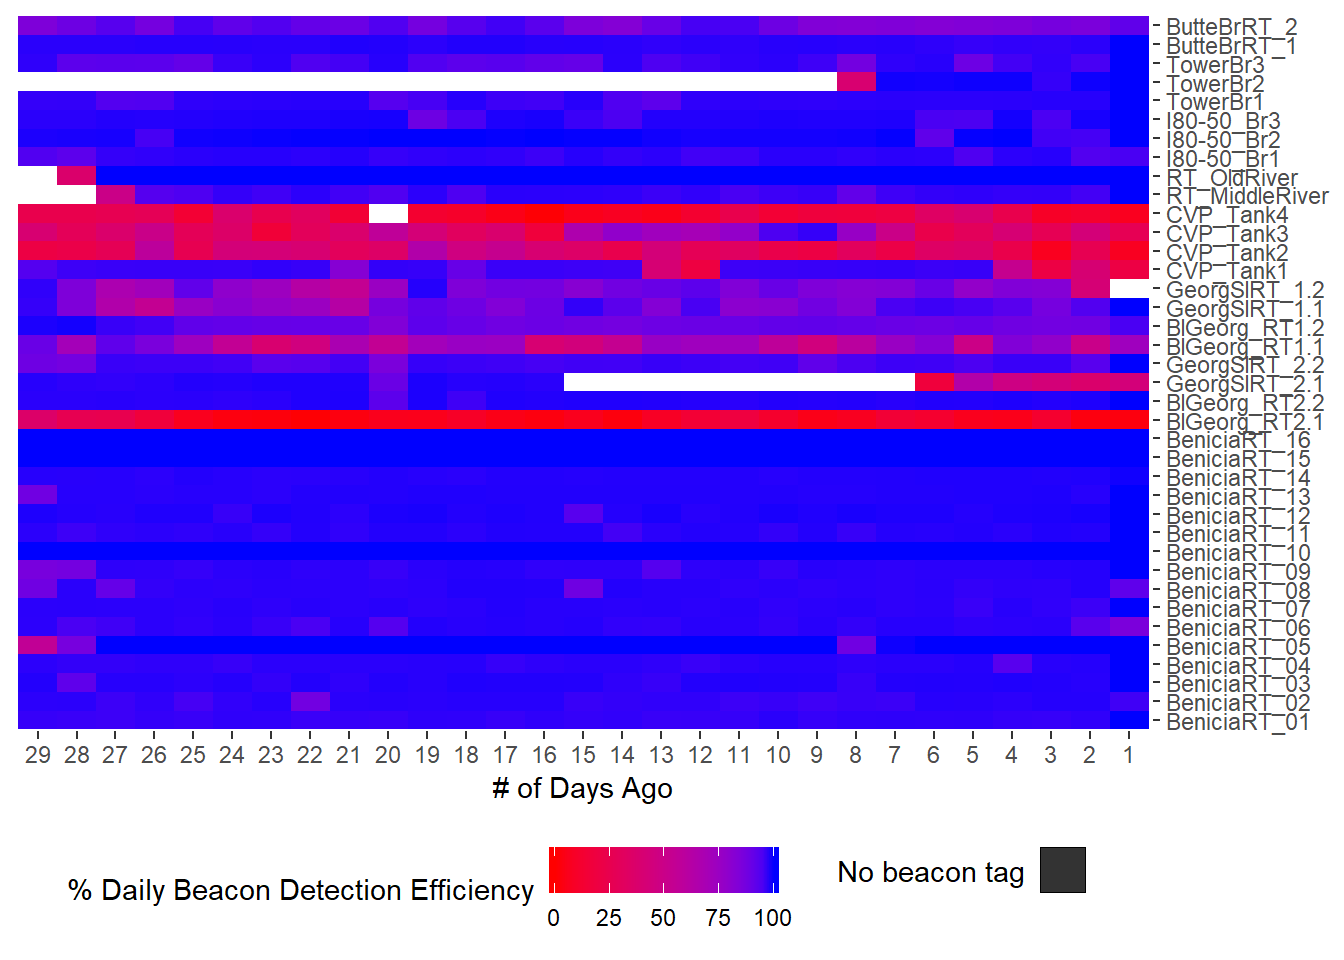 ButteBrRT_2
ButteBrRT_1
TowerBr3
TowerBr2
TowerBr1
I80-50_Br3
I80-50_Br2
I80-50_Br1
RT_OldRiver
RT_MiddleRiver
CVP_Tank4
CVP_Tank3
CVP_Tank2
CVP_Tank1
GeorgSlRT_1.2
GeorgSlRT_1.1
BlGeorg_RT1.2
BlGeorg_RT1.1
GeorgSlRT_2.2
GeorgSlRT_2.1
BlGeorg_RT2.2
BlGeorg_RT2.1
BeniciaRT_16
BeniciaRT_15
BeniciaRT_14
BeniciaRT_13
BeniciaRT_12
BeniciaRT_11
BeniciaRT_10
BeniciaRT_09
BeniciaRT_08
BeniciaRT_07
BeniciaRT_06
BeniciaRT_05
BeniciaRT_04
BeniciaRT_03
BeniciaRT_02
BeniciaRT_01
29 28 27 26 25 24 23 22 21 20 19 18 17 16 15 14 13 12 11 10 9 8 7 6 5 4 3 2 1
# of Days Ago
% Daily Beacon Detection Efficiency
0 25 50 75 100
No beacon tag